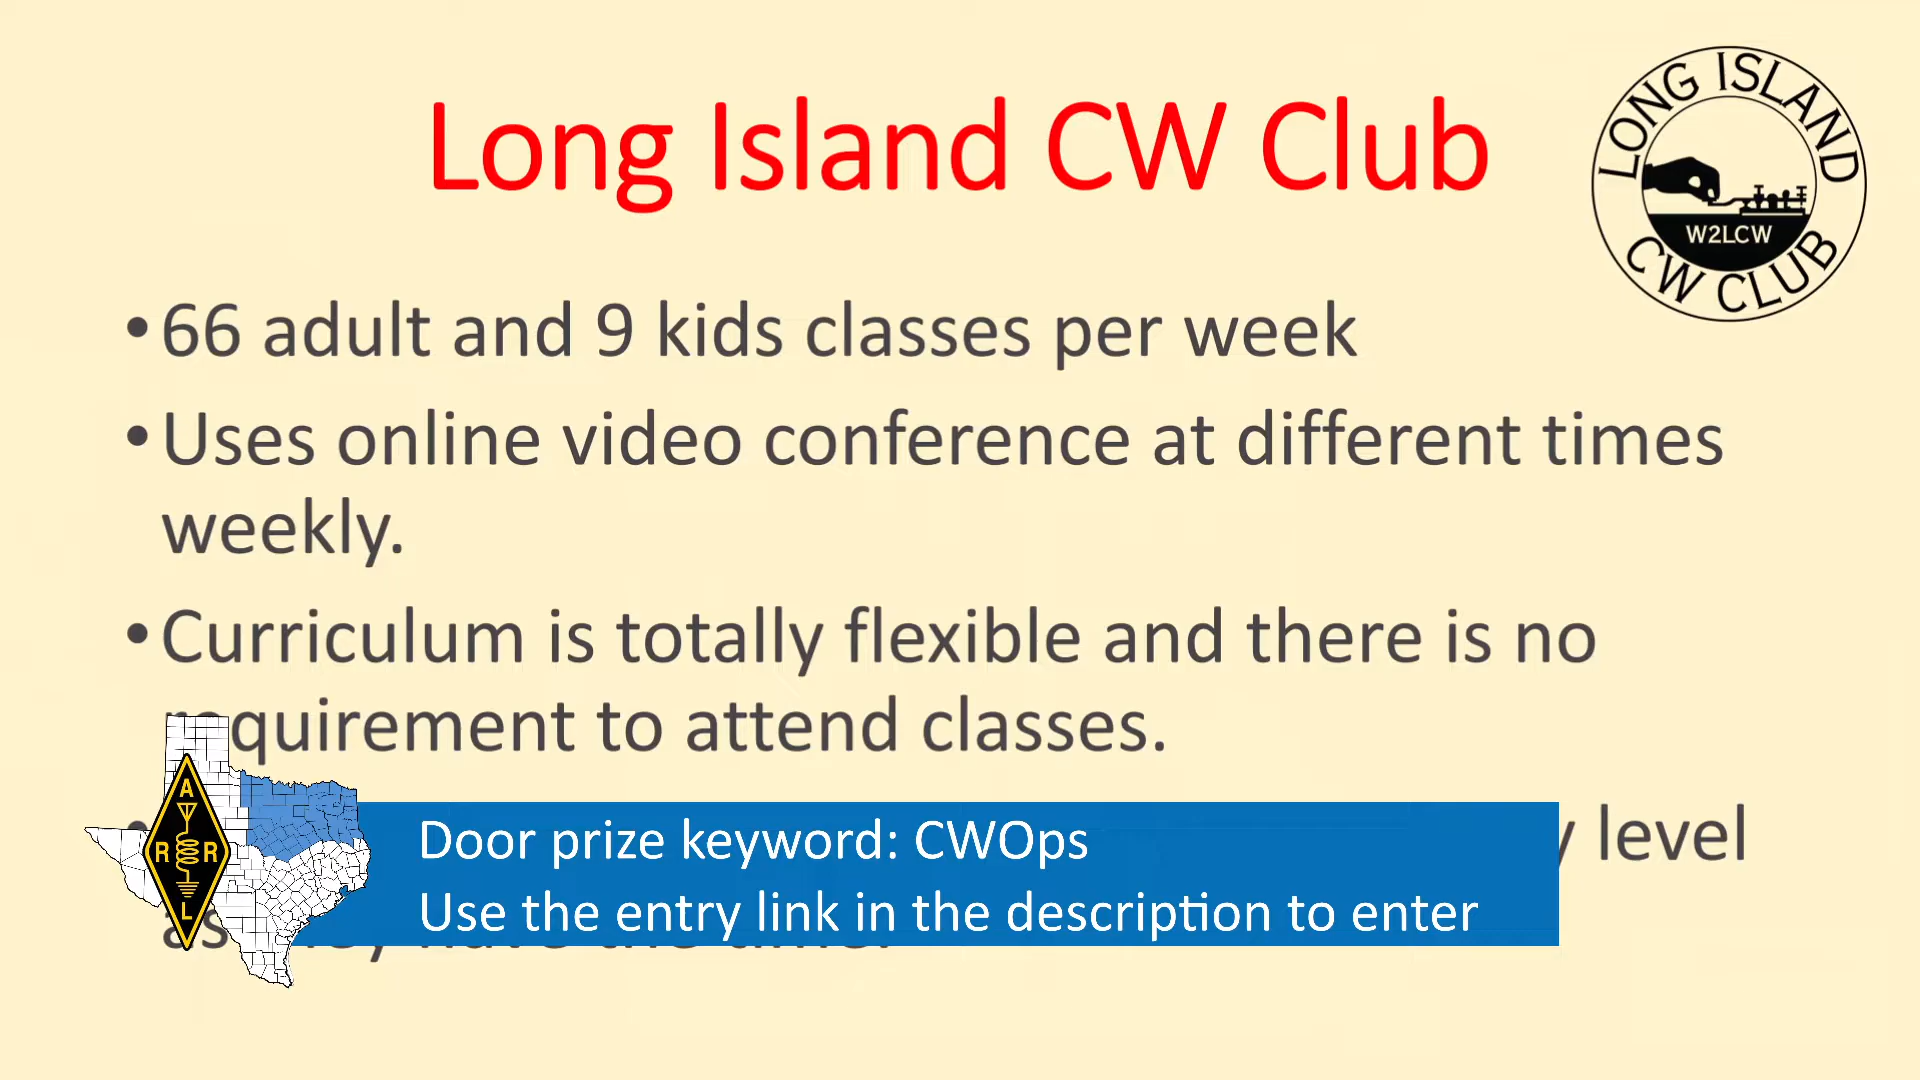 Long Island CW Club
LONG ISLAND
W2LCW
CW CLUB
•66 adult and 9 kids classes per week
•Uses online video conference at different times
weekly.
•Curriculum is totally flexible and there is no
requirement to attend classes.
level
as
A
R R
L
Door prize keyword: CWOps
Use the entry link in the description to enter